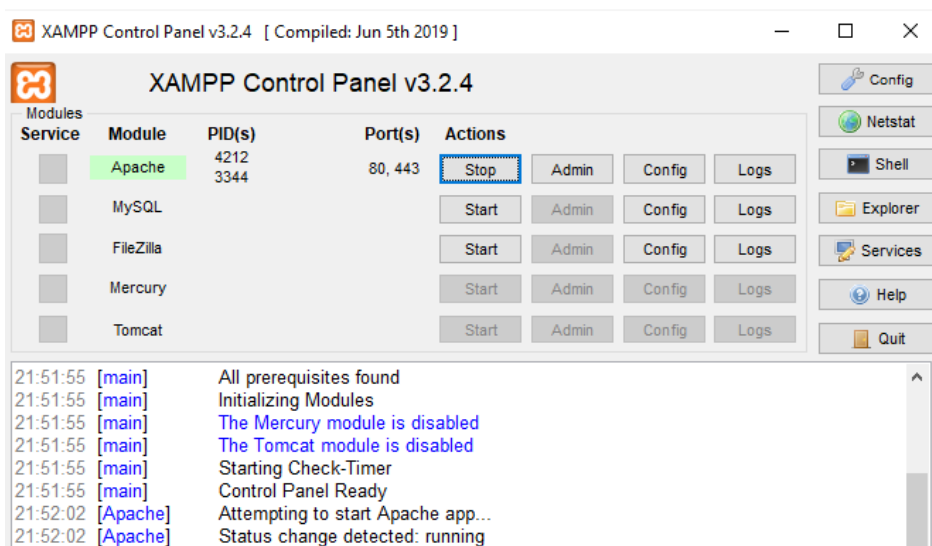 XAMPP Control Panel v3.2.4 [ Compiled: Jun 5th 2019 ]
XAMPP Control Panel v3.2.4
Modules
Service Module PID(s) Port(s) Actions
Apache 4212 3344 80, 443 Stop Admin Config Logs
MySQL Start Admin Config Logs
FileZilla Start Admin Config Logs
Mercury Start Admin Config Logs
Tomcat Start Admin Config Logs
Config
Netstat
Shell
Explorer
Services
Help
Quit
21:51:55 [main] All prerequisites found
21:51:55 [main] Initializing Modules
21:51:55 [main] The Mercury module is disabled
21:51:55 [main] The Tomcat module is disabled
21:51:55 [main] Starting Check-Timer
21:51:55 [main] Control Panel Ready
21:52:02 [Apache] Attempting to start Apache app...
21:52:02 [Apache] Status change detected: running